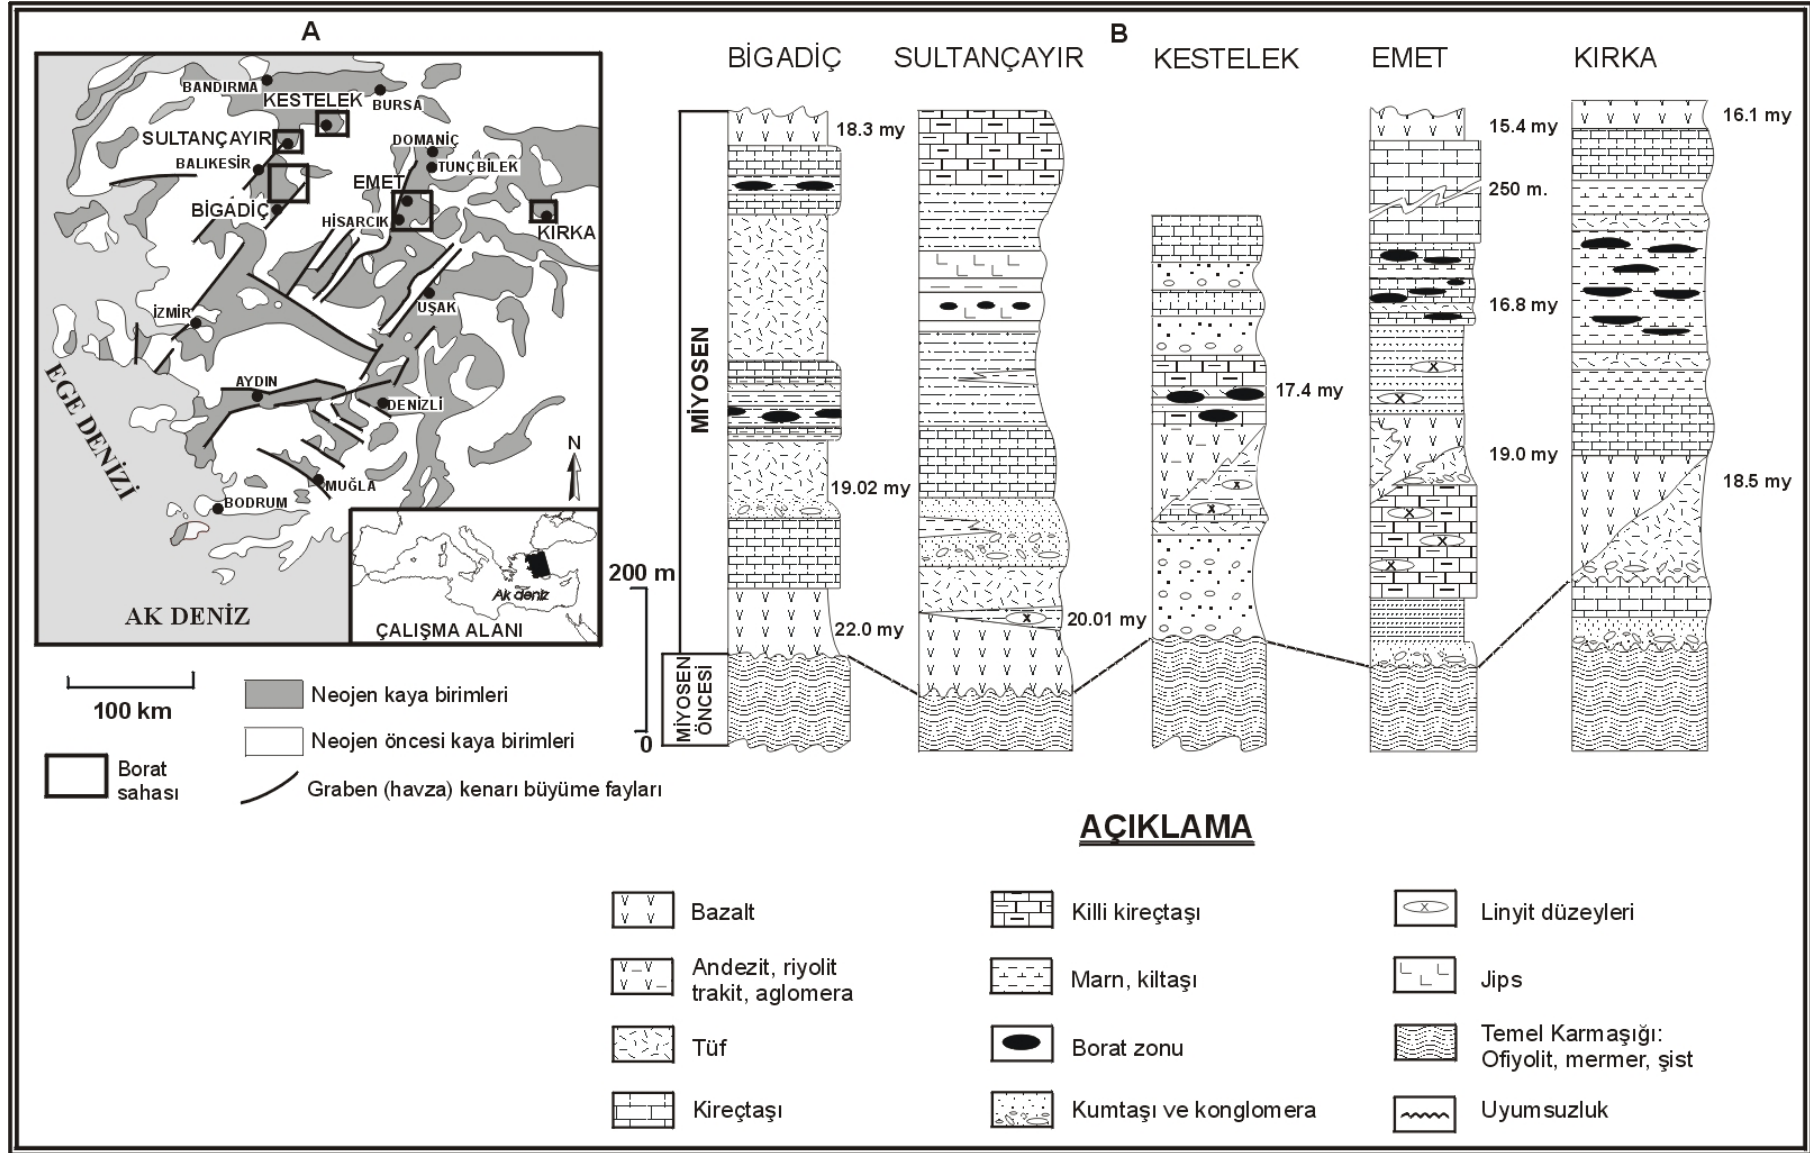 A
BANDIRMA
KESTELEK
BURSA
SULTANÇAYIR
DOMANİÇ
BALIKESİR
TUNÇBİLEK
EMET
BİGADİÇ
HİSARCIK
KIRKA
UŞAK
İZMİR
EGE DENİZİ
AYDIN
DENİZLİ
N
MUĞLA
BODRUM
AK DENİZ
Ak deniz
ÇALIŞMA ALANI
100 km
Neojen kaya birimleri
Neojen öncesi kaya birimleri
Borat
sahası
Graben (havza) kenarı büyüme fayları
B
BİGADİÇ
SULTANÇAYIR
KESTELEK
EMET
KIRKA
MİYOSEN
MİYOSEN
ÖNCESİ
200 m
0
18.3 my
19.02 my
22.0 my
20.01 my
17.4 my
15.4 my
250 m.
16.8 my
19.0 my
16.1 my
18.5 my
AÇIKLAMA
Bazalt
Andezit, riyolit
trakit, aglomera
Tüf
Kireçtaşı
Killi kireçtaşı
Marn, kiltaşı
Borat zonu
Kumtaşı ve konglomera
Linyit düzeyleri
Jips
Temel Karmaşığı:
Ofiyolit, mermer, şist
Uyumsuzluk